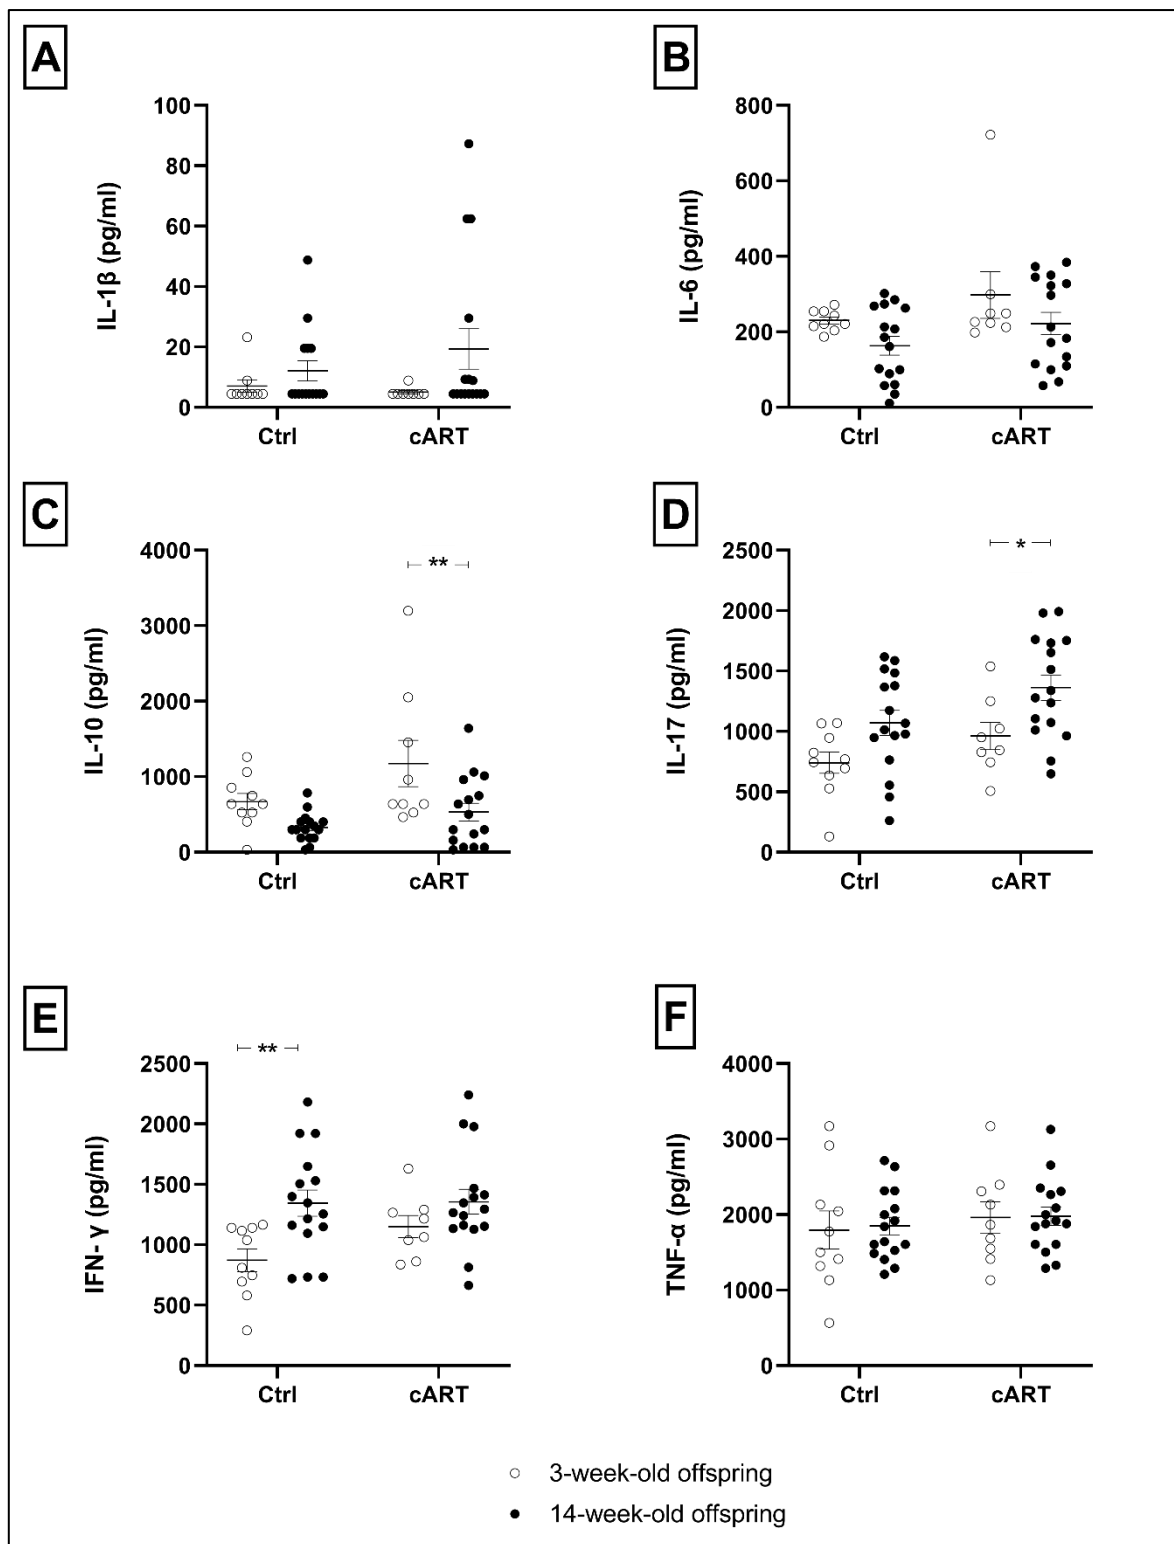 A
100
80
60
40
20
0
IL-1β (pg/ml)
Ctrl
cART
B
800
600
400
200
0
IL-6 (pg/ml)
Ctrl
cART
C
4000
3000
2000
1000
0
IL-10 (pg/ml)
**
Ctrl
cART
D
2500
2000
1500
1000
500
0
IL-17 (pg/ml)
*
Ctrl
cART
E
2500
2000
1500
1000
500
0
IFN- γ (pg/ml)
**
Ctrl
cART
F
4000
3000
2000
1000
0
TNF-α (pg/ml)
Ctrl
cART
3-week-old offspring
14-week-old offspring